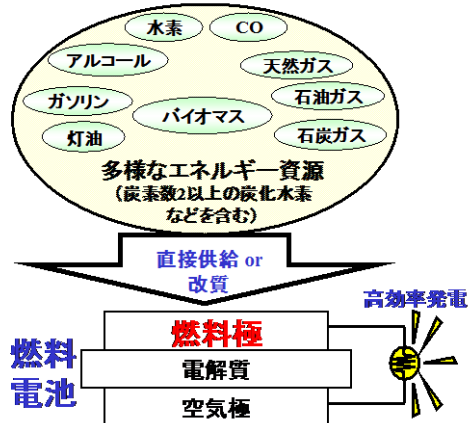 水素
CO
アルコール
天然ガス
ガソリン
バイオマス
石油ガス
灯油
石炭ガス
多様なエネルギー資源
(炭素数2以上の炭化水素
などを含む)
直接供給 or
改質
高効率発電
燃料
電池
燃料極
電解質
空気極